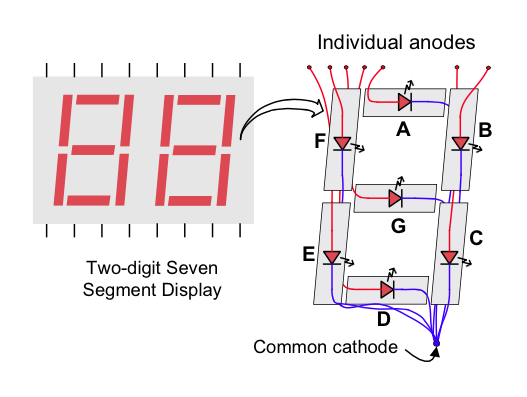 Individual anodes
A
B
F
G
E
C
D
Two-digit Seven
Segment Display
Common cathode